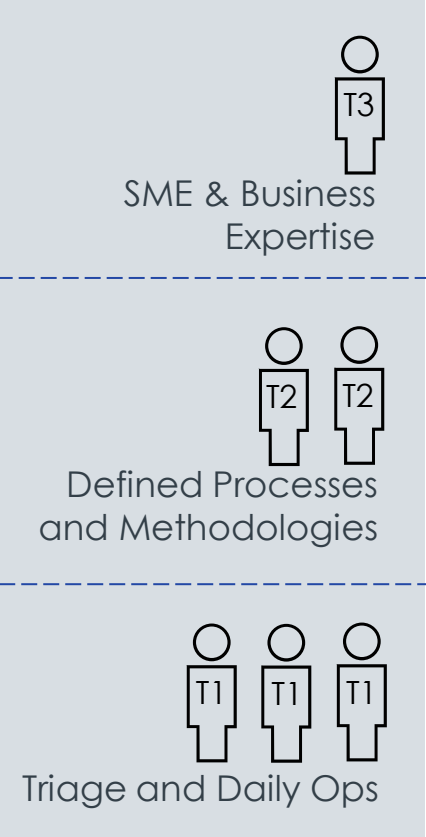 T3
SME & Business
Expertise
T2 T2
Defined Processes
and Methodologies
T1 T1 T1
Triage and Daily Ops